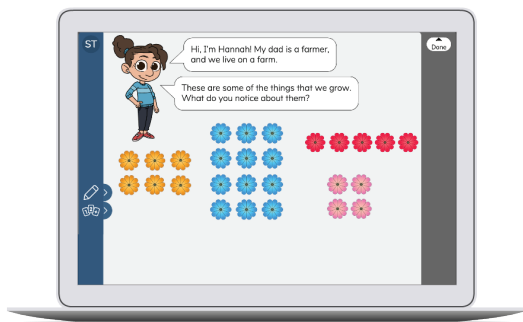 ST
Done
Hi, I'm Hannah! My dad is a farmer,
and we live on a farm.
These are some of the things that we grow.
What do you notice about them?